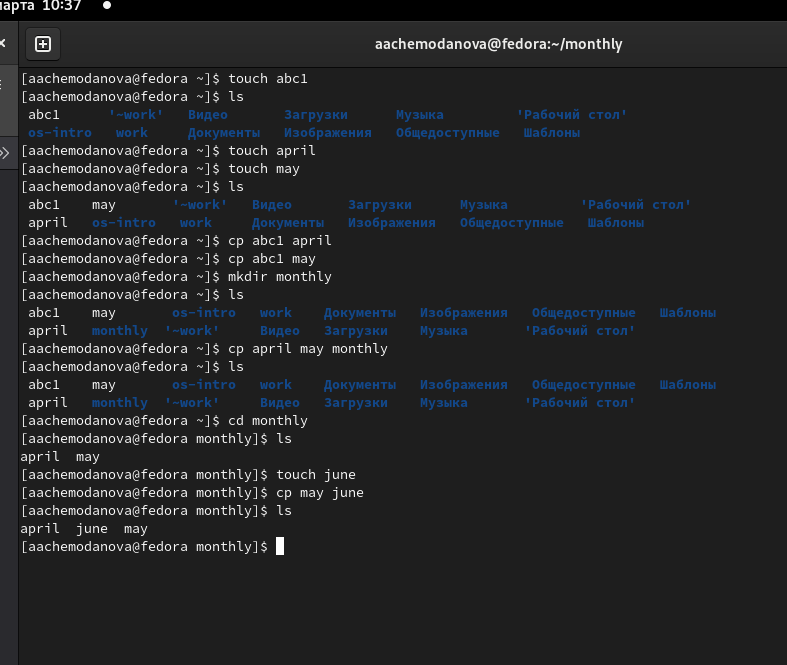 марта 10:37
aachemodanova@fedora:~/monthly
[aachemodanova@fedora ~]$ touch abc1
[aachemodanova@fedora ~]$ ls
abc1 '~work' Видео Загрузки Музыка 'Рабочий стол'
os-intro work Документы Изображения Общедоступные Шаблоны
[aachemodanova@fedora ~]$ touch april
[aachemodanova@fedora ~]$ touch may
[aachemodanova@fedora ~]$ ls
abc1 may '~work' Видео Загрузки Музыка 'Рабочий стол'
april os-intro work Документы Изображения Общедоступные Шаблоны
[aachemodanova@fedora ~]$ cp abc1 april
[aachemodanova@fedora ~]$ cp abc1 may
[aachemodanova@fedora ~]$ mkdir monthly
[aachemodanova@fedora ~]$ ls
abc1 may os-intro work Документы Изображения Общедоступные Шаблоны
april monthly '~work' Видео Загрузки Музыка 'Рабочий стол'
[aachemodanova@fedora ~]$ cp april may monthly
[aachemodanova@fedora ~]$ ls
abc1 may os-intro work Документы Изображения Общедоступные Шаблоны
april monthly '~work' Видео Загрузки Музыка 'Рабочий стол'
[aachemodanova@fedora ~]$ cd monthly
[aachemodanova@fedora monthly]$ ls
april may
[aachemodanova@fedora monthly]$ touch june
[aachemodanova@fedora monthly]$ cp may june
[aachemodanova@fedora monthly]$ ls
april june may
[aachemodanova@fedora monthly]$